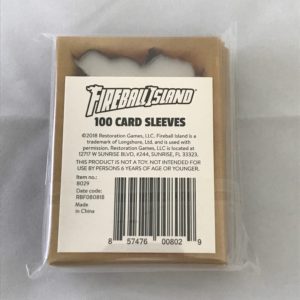 FIREBALL ISLAND
100 CARD SLEEVES
©2018 Restoration Games, LLC. Fireball Island is a
trademark of Longshore, Ltd. and is used with
permission. Restoration Games, LLC is located at
12717 W SUNRISE BLVD, #244, SUNRISE, FL 33323.
THIS PRODUCT IS NOT A TOY. NOT INTENDED FOR
USE BY PERSONS 6 YEARS OF AGE OR YOUNGER.
Item no.:
8029
Date code:
RBF080818
Made
in China
8 57476 00802 9